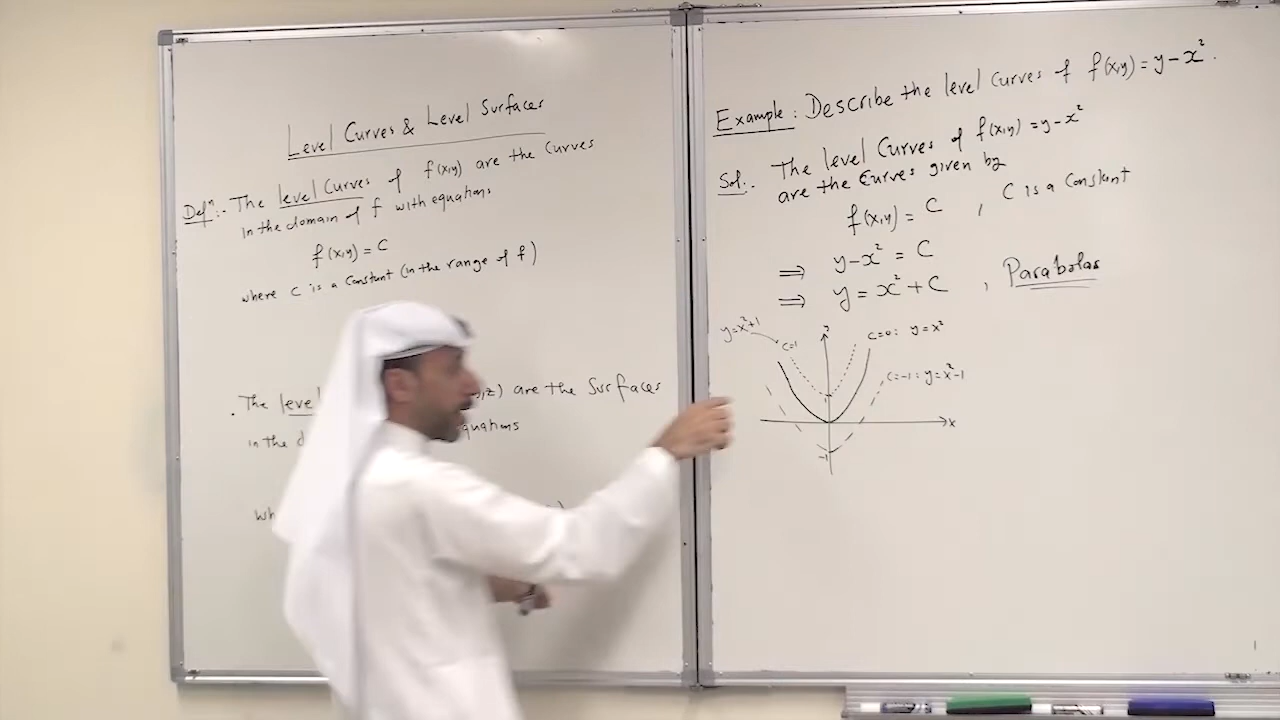 Level Curves & Level Surfaces
Defⁿ:- The level Curves of f(x,y) are the Curves
in the domain of f with equations
f(x,y) = C
where C is a constant (in the range of f)
. The level ,z) are the Surfaces
in the equations
Example: Describe the level Curves of f(x,y) = y - x².
Sol:. The level Curves of f(x,y) = y - x²
are the Curves given by
f(x,y) = C , C is a Constant
⇒ y - x² = C
⇒ y = x² + C , Parabolas
y = x²+1
C=1
y
C=0: y = x²
C=-1: y = x²-1
x
-1